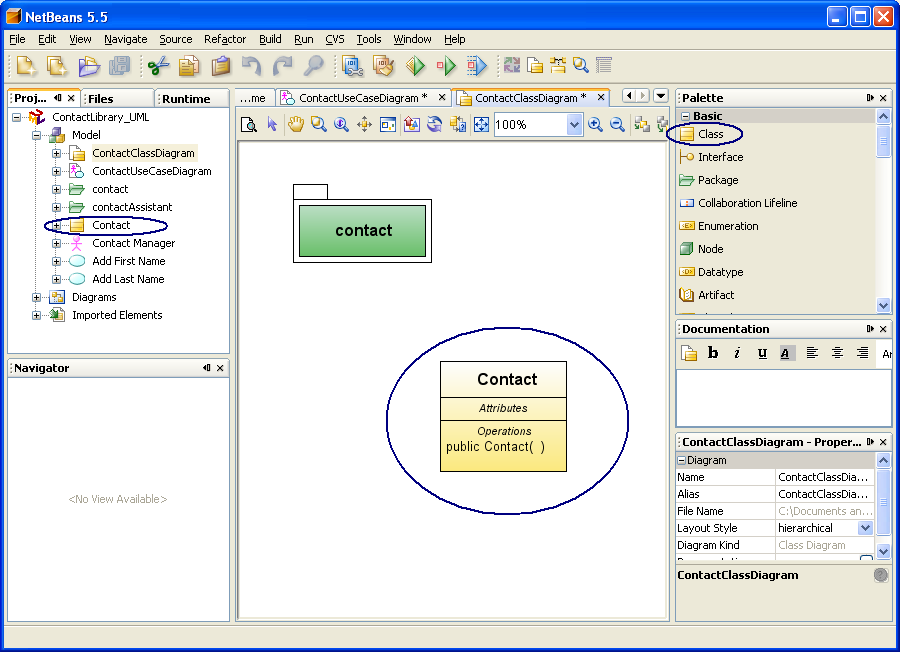 NetBeans 5.5
File Edit View Navigate Source Refactor Build Run CVS Tools Window Help
Proj...
Files
Runtime
ContactLibrary_UML
Model
ContactClassDiagram
ContactUseCaseDiagram
contact
contactAssistant
Contact
Contact Manager
Add First Name
Add Last Name
Diagrams
Imported Elements
Navigator
<No View Available>
...me
ContactUseCaseDiagram *
ContactClassDiagram *
100%
contact
Contact
Attributes
Operations
public Contact( )
Palette
Basic
Class
Interface
Package
Collaboration Lifeline
Enumeration
Node
Datatype
Artifact
Documentation
b i u A
ContactClassDiagram - Proper...
Diagram
Name ContactClassDia...
Alias ContactClassDia...
File Name C:\Documents an...
Layout Style hierarchical
Diagram Kind Class Diagram
ContactClassDiagram